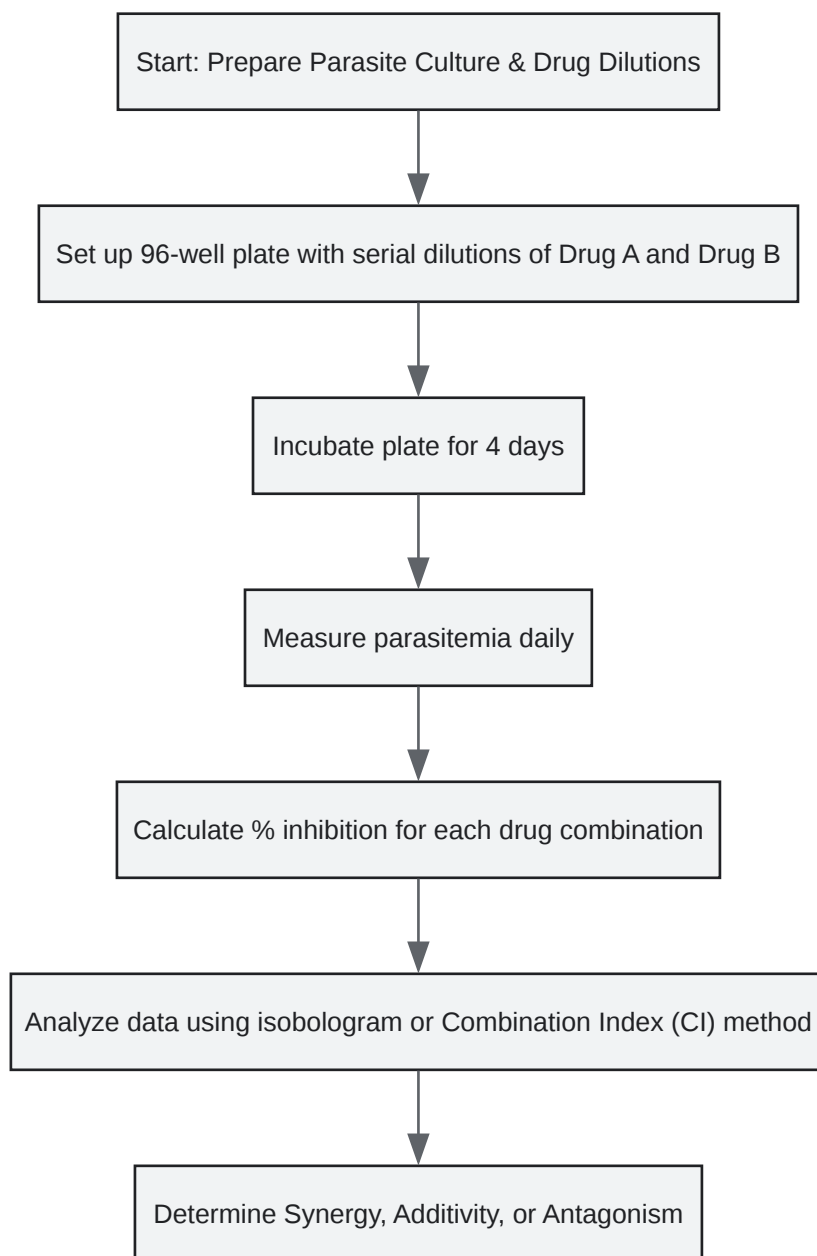 Start: Prepare Parasite Culture & Drug Dilutions
Set up 96-well plate with serial dilutions of Drug A and Drug B
Incubate plate for 4 days
Measure parasitemia daily
Calculate % inhibition for each drug combination
Analyze data using isobologram or Combination Index (CI) method
Determine Synergy, Additivity, or Antagonism